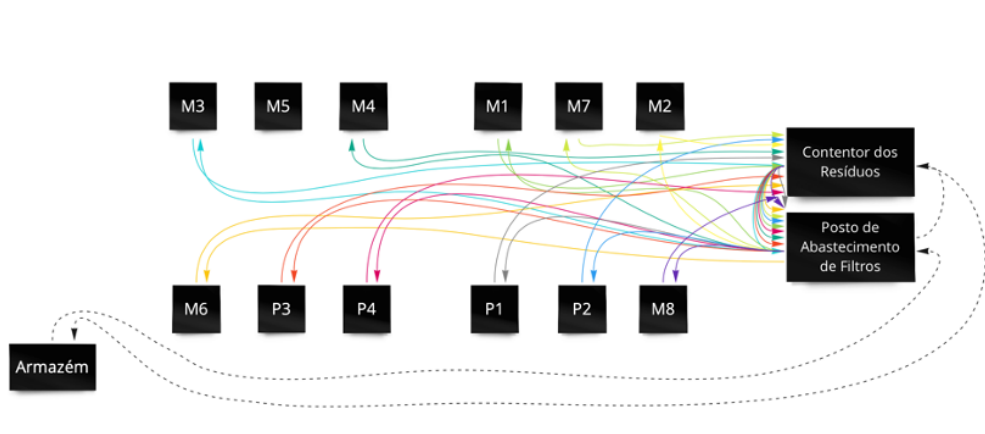 M3
M5
M4
M1
M7
M2
Contentor dos
Resíduos
Posto de
Abastecimento
de Filtros
M6
P3
P4
P1
P2
M8
Armazém